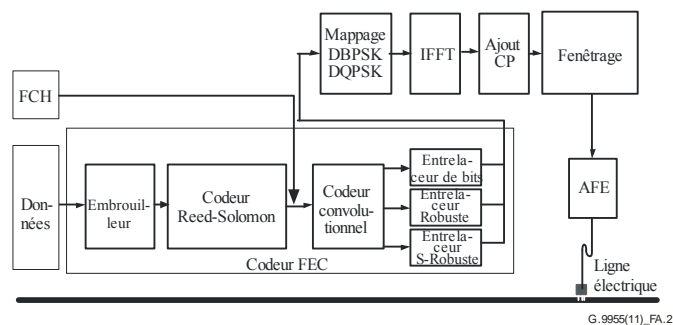 Mappage
DBPSK
DQPSK
IFFT
Ajout
CP
Fenêtrage
FCH
Don-
nées
Embrouil-
leur
Codeur
Reed-Solomon
Codeur
convolu-
tionnel
Entrela-
ceur de bits
Entrela-
ceur
Robuste
Entrela-
ceur
S-Robuste
Codeur FEC
AFE
Ligne
électrique
G.9955(11)_FA.2